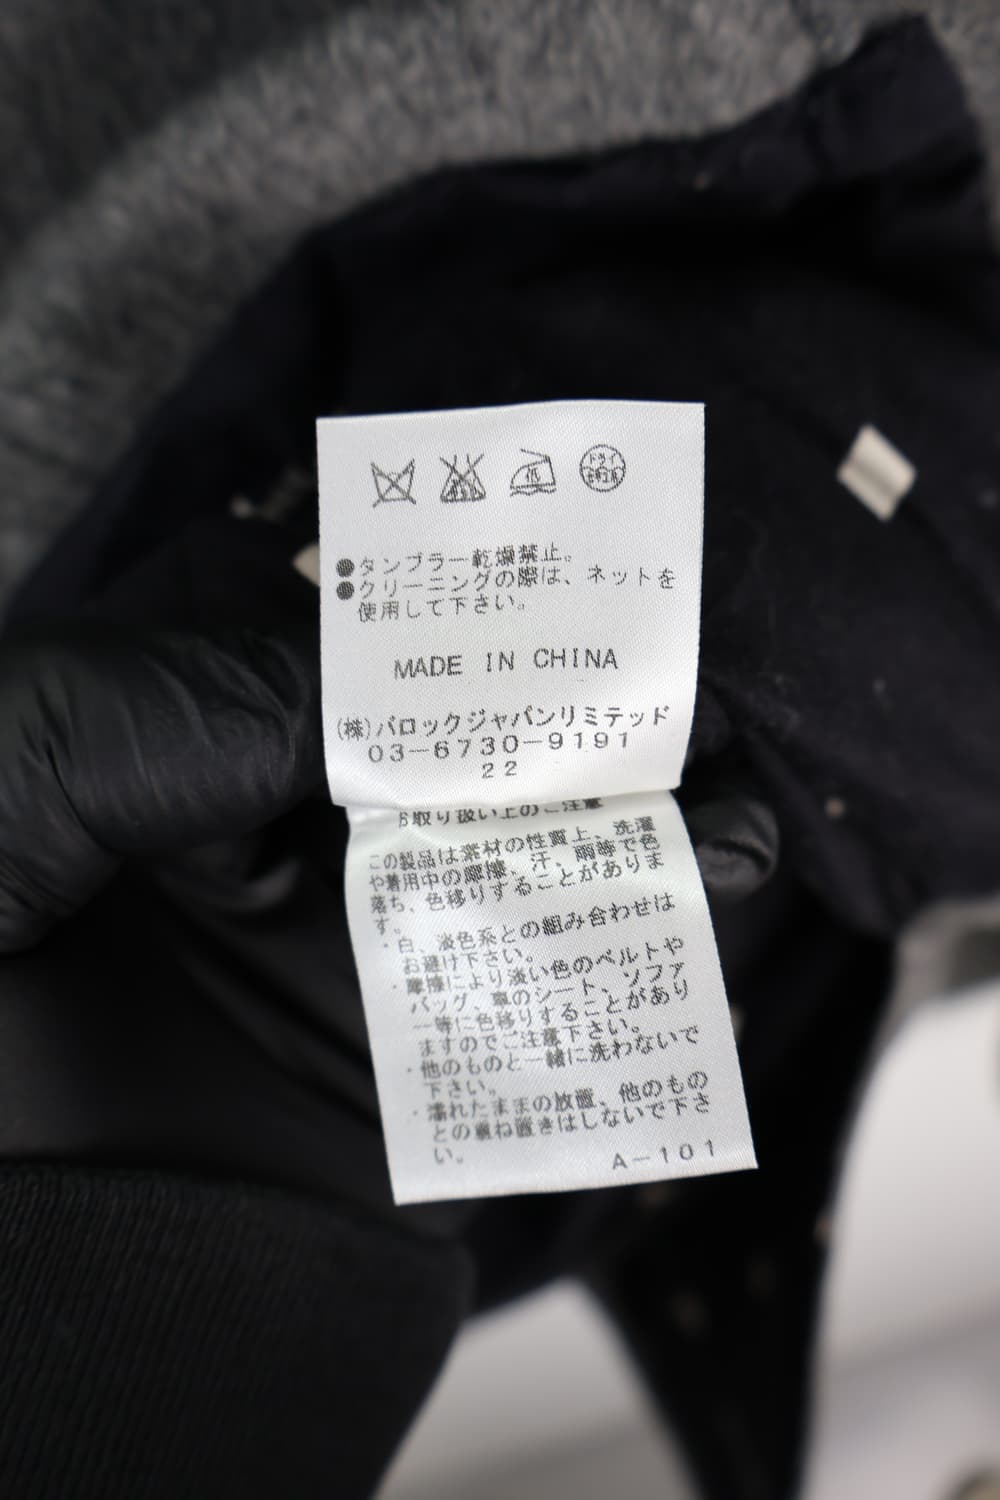 低
ドライ
●タンブラー乾燥禁止。
●クリーニングの際は、ネットを
使用して下さい。
MADE IN CHINA
(株)バロックジャパンリミテッド
03-6730-9191
22
取り扱い上のご注意
この製品は素材の性質上、洗濯
や着用中の摩擦、汗、雨等で色
落ち、色移りすることがありま
す。
・白、淡色系との組み合わせは
お避け下さい。
・摩擦により淡い色のベルトや
バッグ、車のシート、ソファ
ー等に色移りすることがあり
ますのでご注意下さい。
・他のものと一緒に洗わないで
下さい。
・濡れたままの放置、他のもの
との重ね置きはしないで下さ
い。
A-101